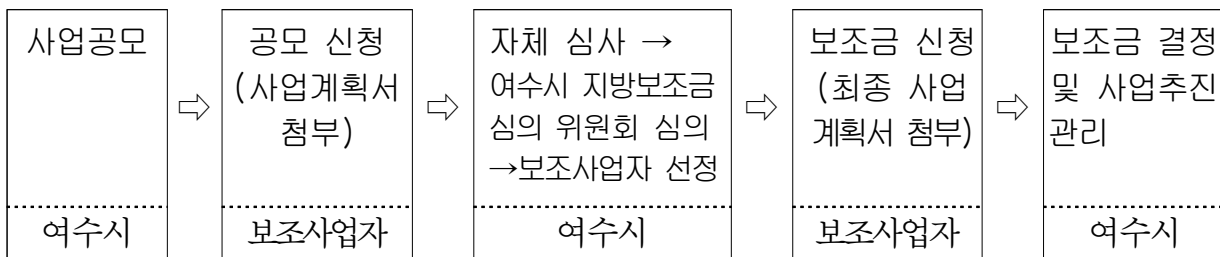 사업공모
여수시
⇨
공모 신청
(사업계획서
첨부)
보조사업자
⇨
자체 심사 →
여수시 지방보조금
심의 위원회 심의
→보조사업자 선정
여수시
⇨
보조금 신청
(최종 사업
계획서 첨부)
보조사업자
⇨
보조금 결정
및 사업추진
관리
여수시